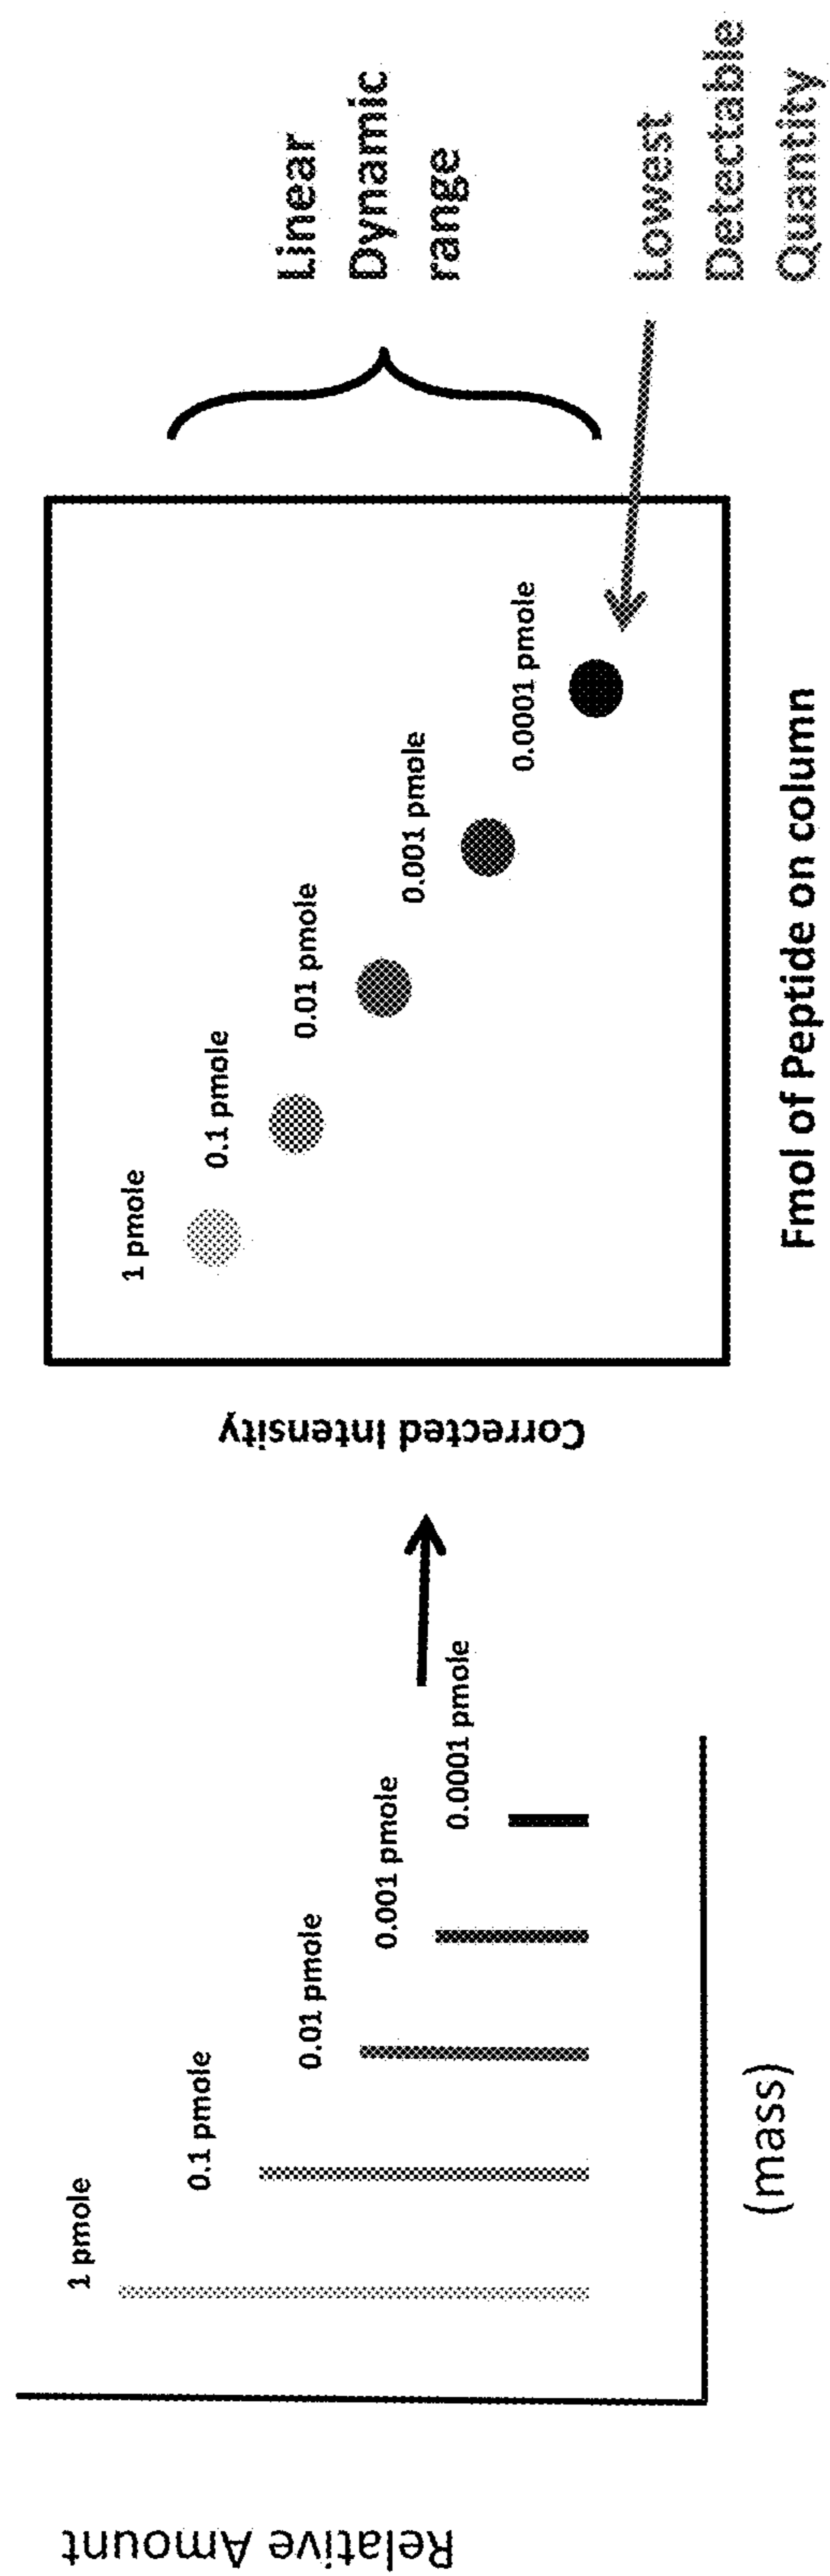 Relative Amount
1 pmole
0.1 pmole
0.01 pmole
0.001 pmole
0.0001 pmole
(mass)
Corrected Intensity
1 pmole
0.1 pmole
0.01 pmole
0.001 pmole
0.0001 pmole
Fmol of Peptide on column
Linear
Dynamic
range
Lowest
Detectable
Quantity